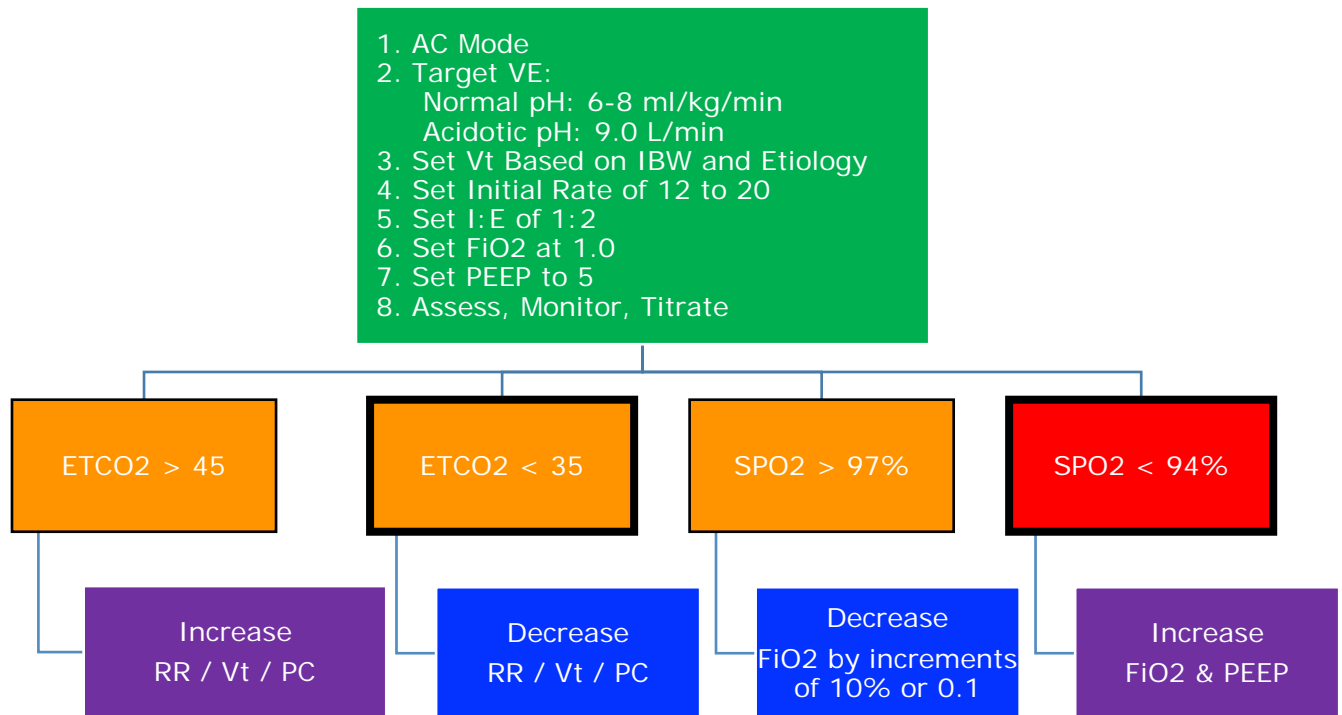 1. AC Mode
2. Target VE:
Normal pH: 6-8 ml/kg/min
Acidotic pH: 9.0 L/min
3. Set Vt Based on IBW and Etiology
4. Set Initial Rate of 12 to 20
5. Set I:E of 1:2
6. Set FiO2 at 1.0
7. Set PEEP to 5
8. Assess, Monitor, Titrate
ETCO2 > 45
ETCO2 < 35
SPO2 > 97%
SPO2 < 94%
Increase
RR / Vt / PC
Decrease
RR / Vt / PC
Decrease
FiO2 by increments
of 10% or 0.1
Increase
FiO2 & PEEP